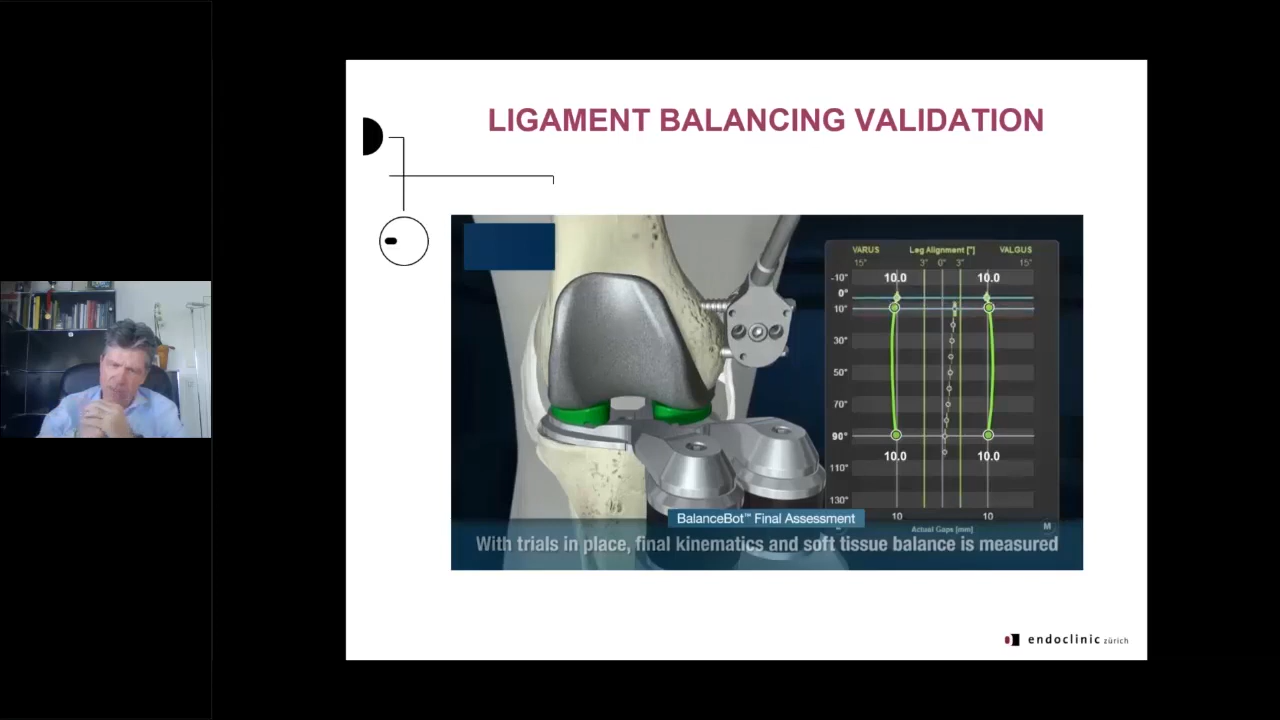 LIGAMENT BALANCING VALIDATION
VARUS Leg Alignment [°] VALGUS
15° 3° 0° 3° 15°
-10° 10.0 10.0
0°
10°
30°
50°
70°
90°
10.0 10.0
110°
130°
10 10
Actual Gaps [mm] M
BalanceBot™ Final Assessment
With trials in place, final kinematics and soft tissue balance is measured
endoclinic zürich